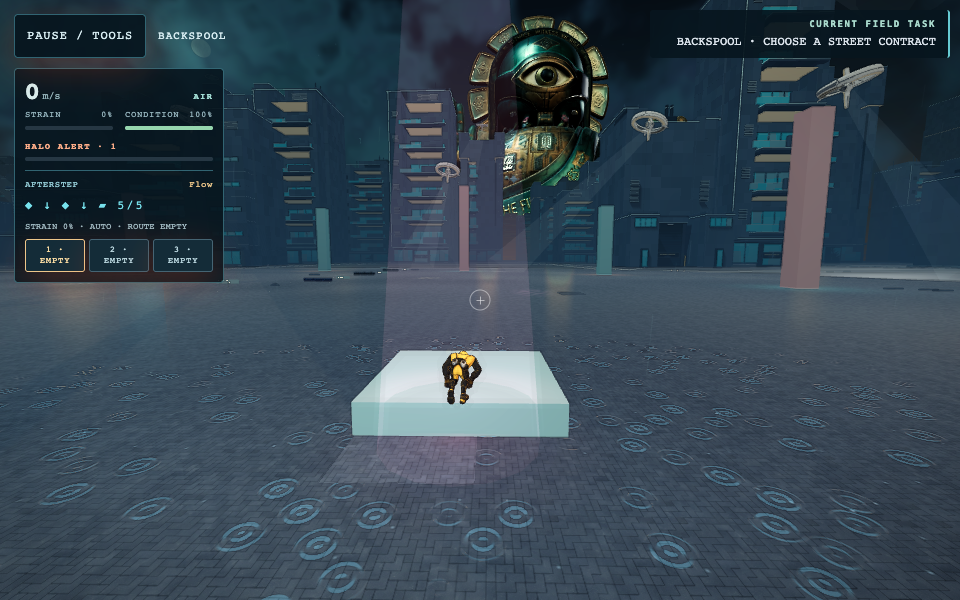 PAUSE / TOOLS
BACKSPOOL
CURRENT FIELD TASK
BACKSPOOL · CHOOSE A STREET CONTRACT
0 m/s
AIR
STRAIN 0%
CONDITION 100%
HALO ALERT · 1
AFTERSTEP
Flow
5/5
STRAIN 0% · AUTO · ROUTE EMPTY
1 ·
EMPTY
2 ·
EMPTY
3 ·
EMPTY